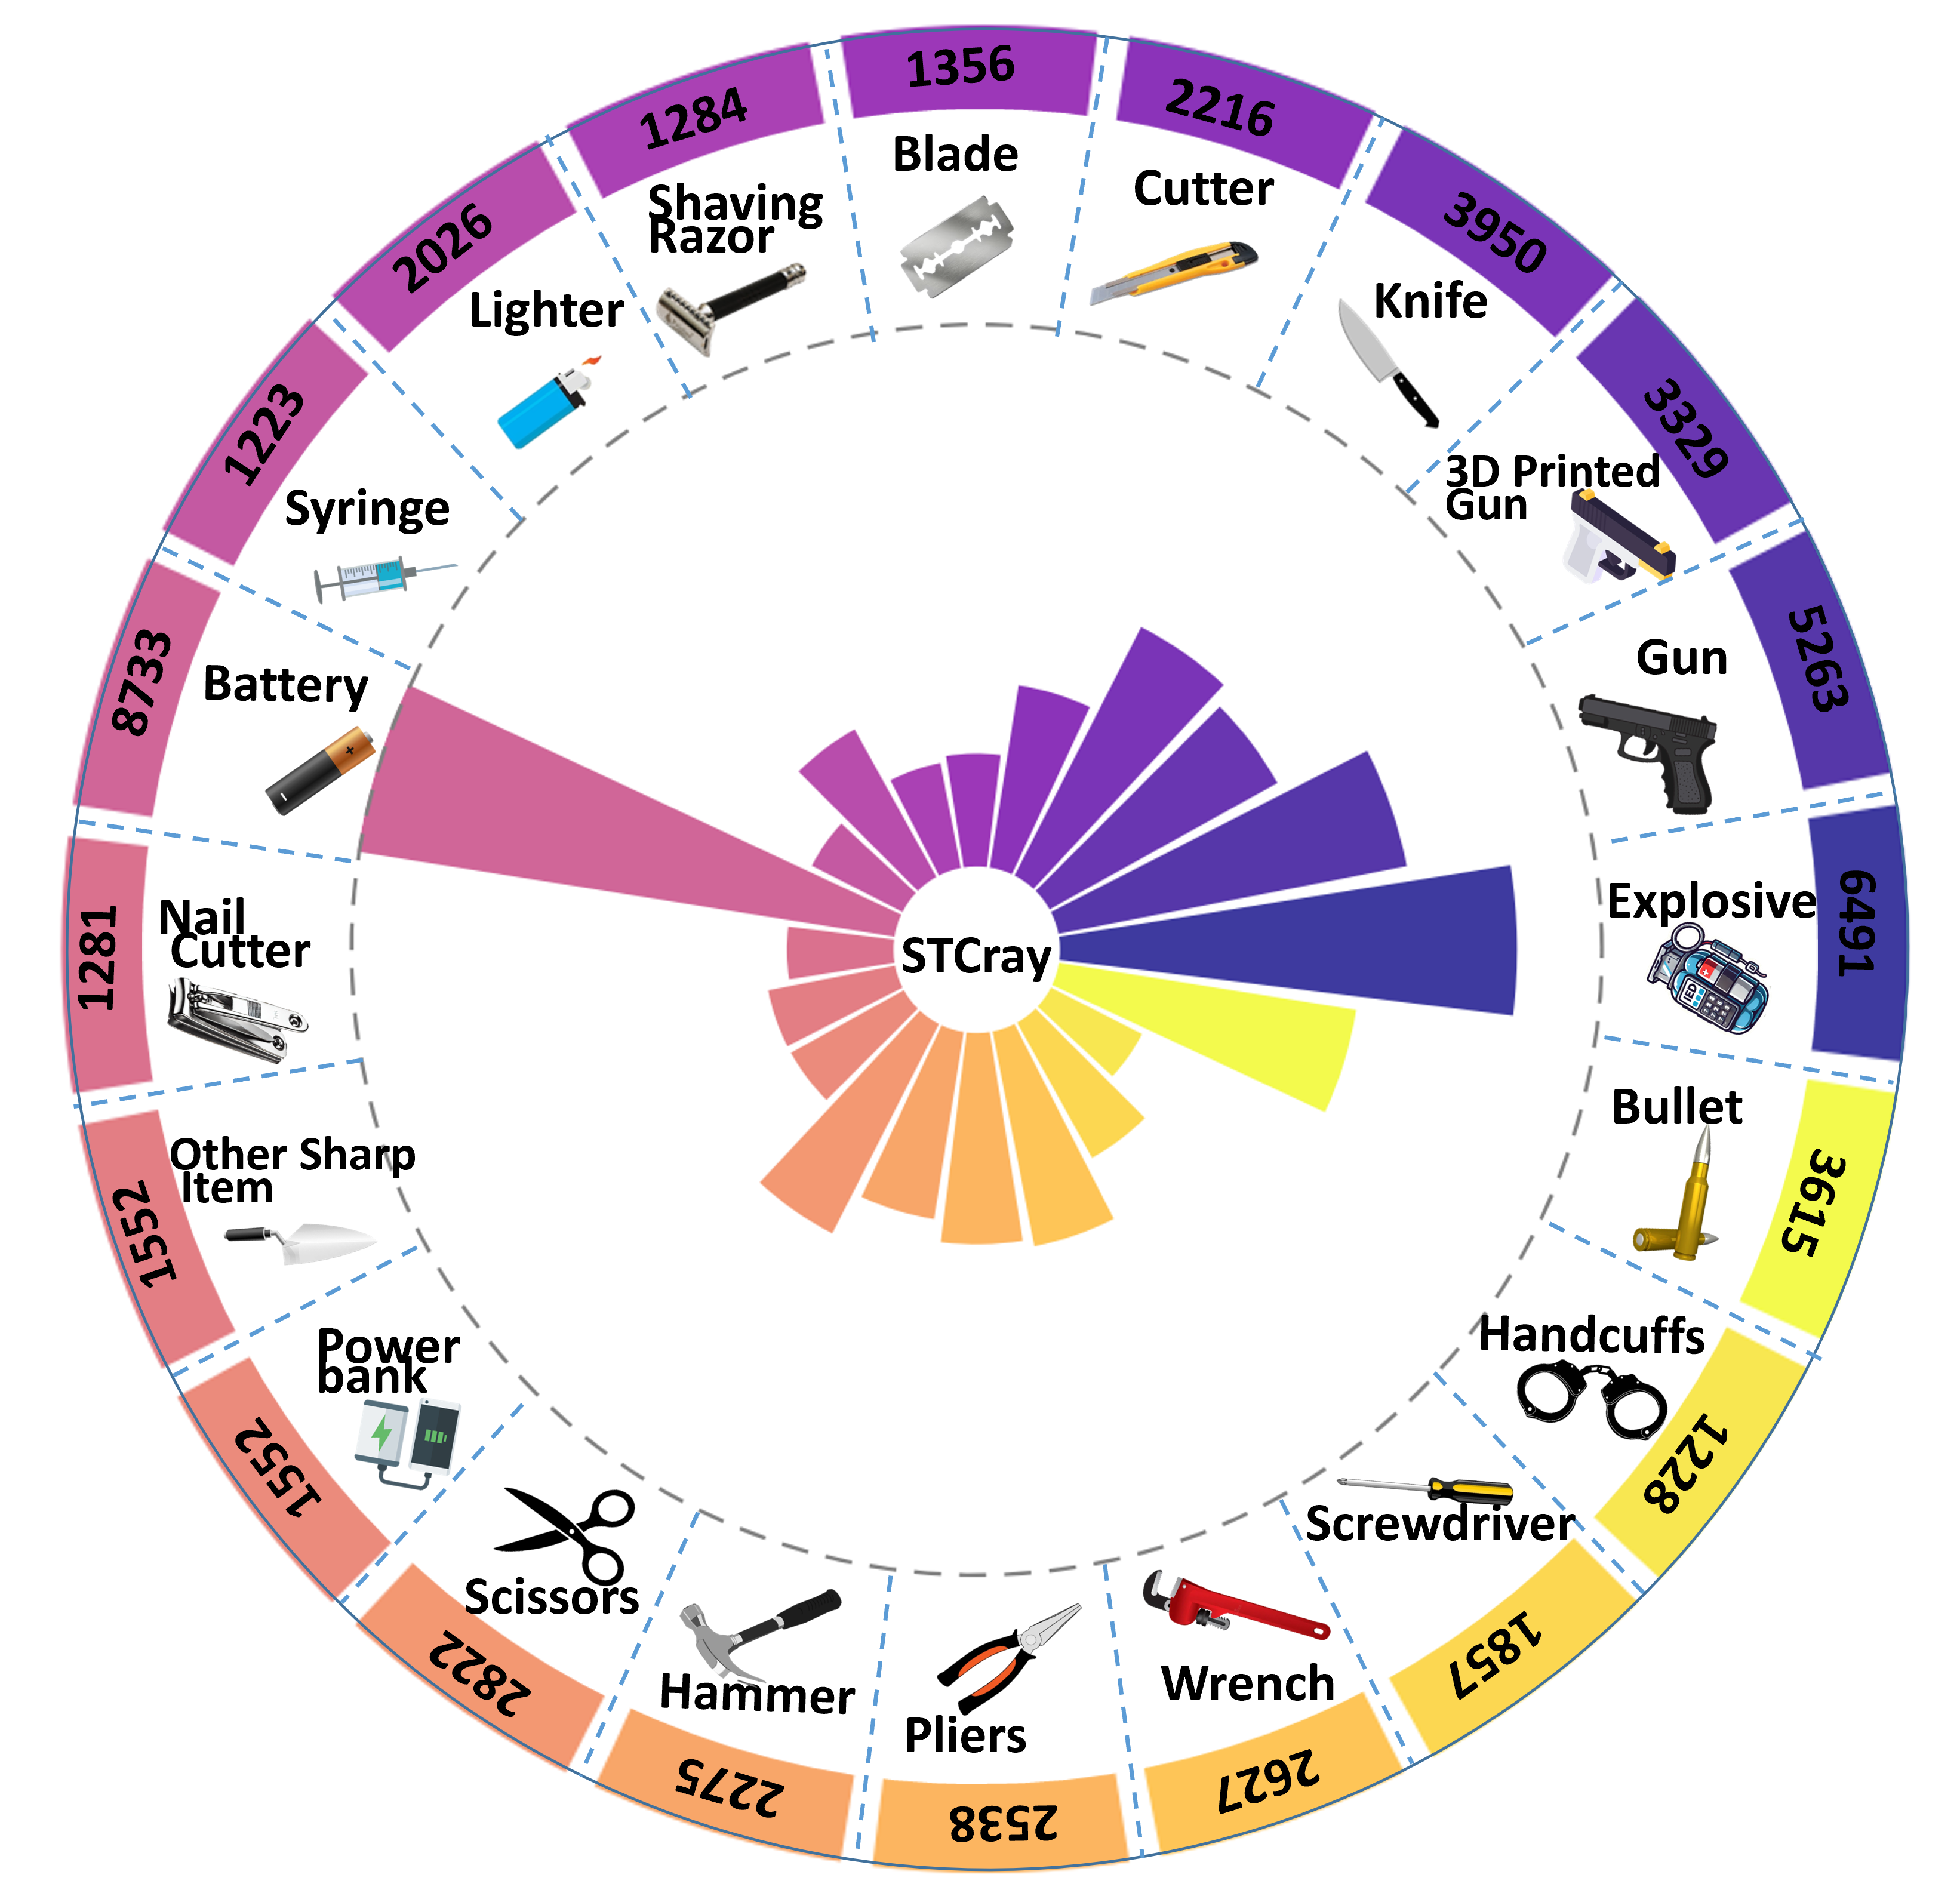 1356
Blade
2216
Cutter
3950
Knife
3329
3D Printed
Gun
5263
Gun
6491
Explosive
IED
3615
Bullet
1228
Handcuffs
1857
Screwdriver
2627
Wrench
2538
Pliers
2275
Hammer
2822
Scissors
1552
Power
bank
1552
Other Sharp
Item
1281
Nail
Cutter
8733
Battery
+
-
1223
Syringe
2026
Lighter
1284
Shaving
Razor
STCray